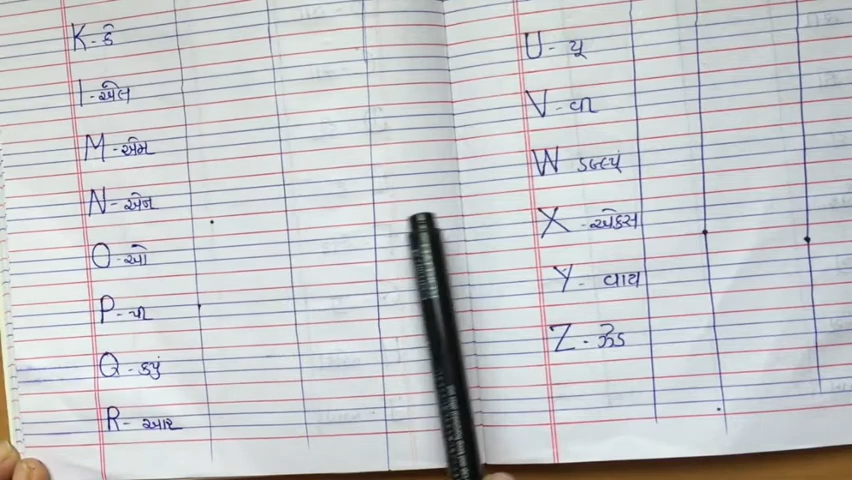 K - કે
l - એલ
M - એમ
N - એન
O - ઓ
P - પી
Q - ક્યું
R - આર
U - યૂ
V - વી
W ડબલ્યું
X - એક્સ
Y - વાય
Z - ઝેડ